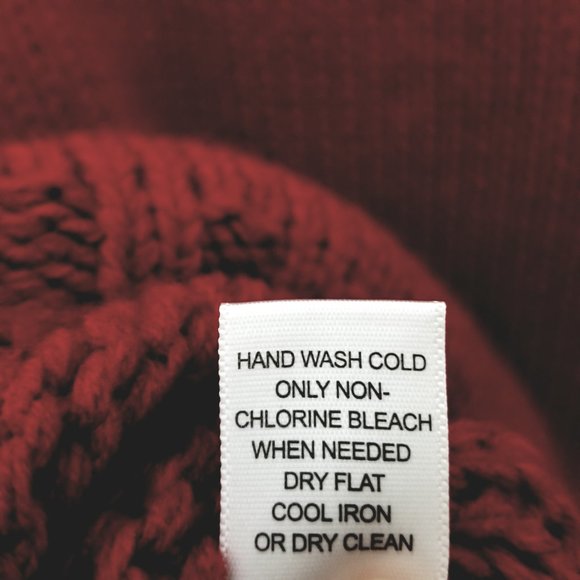 HAND WASH COLD
ONLY NON-
CHLORINE BLEACH
WHEN NEEDED
DRY FLAT
COOL IRON
OR DRY CLEAN